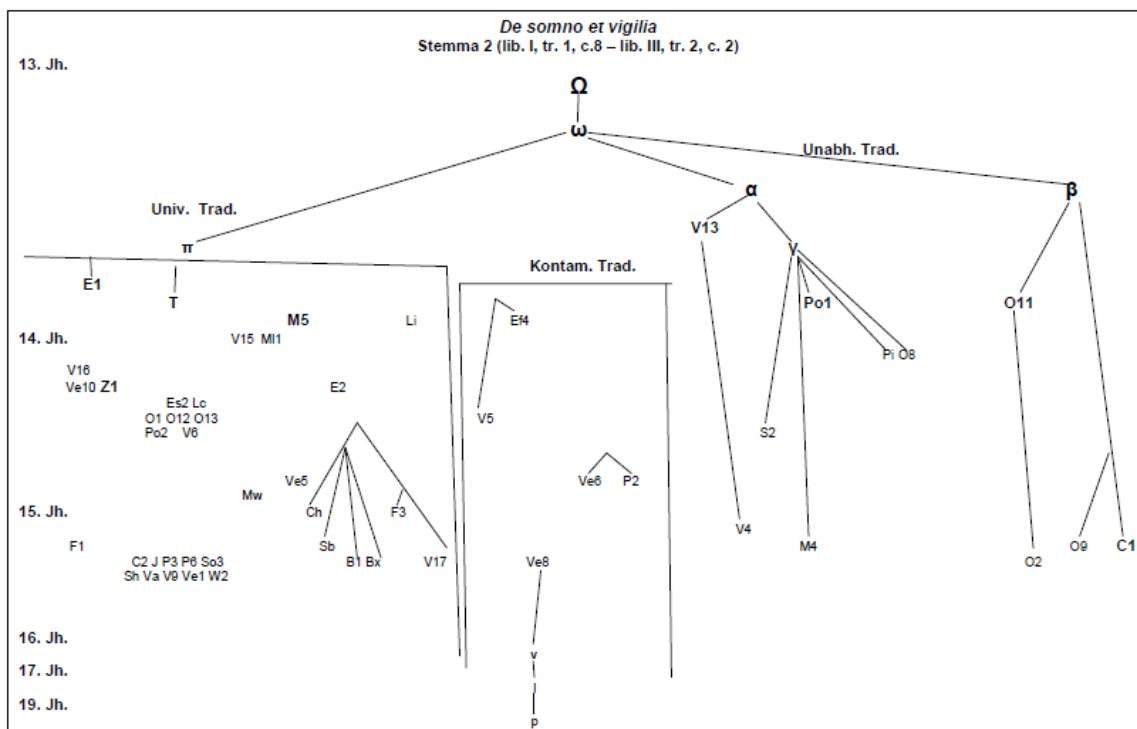 De somno et vigilia
Stemma 2 (lib. I, tr. 1, c.8 – lib. III, tr. 2, c. 2)
13. Jh.
Ω
ω
Unabh. Trad.
α
β
Univ. Trad.
V13
π
γ
Kontam. Trad.
E1
T
Po1
O11
M5
Li
Ef4
14. Jh.
V15 Ml1
Pi O8
V16
Ve10 Z1
E2
Es2 Lc
O1 O12 O13
V5
Po2 V6
S2
Ve5
Ve6
P2
Mw
15. Jh.
Ch
F3
V4
F1
Sb
M4
O9
C1
C2 J P3 P6 So3
B1 Bx
V17
Ve8
O2
Sh Va V9 Ve1 W2
16. Jh.
v
17. Jh.
l
19. Jh.
p